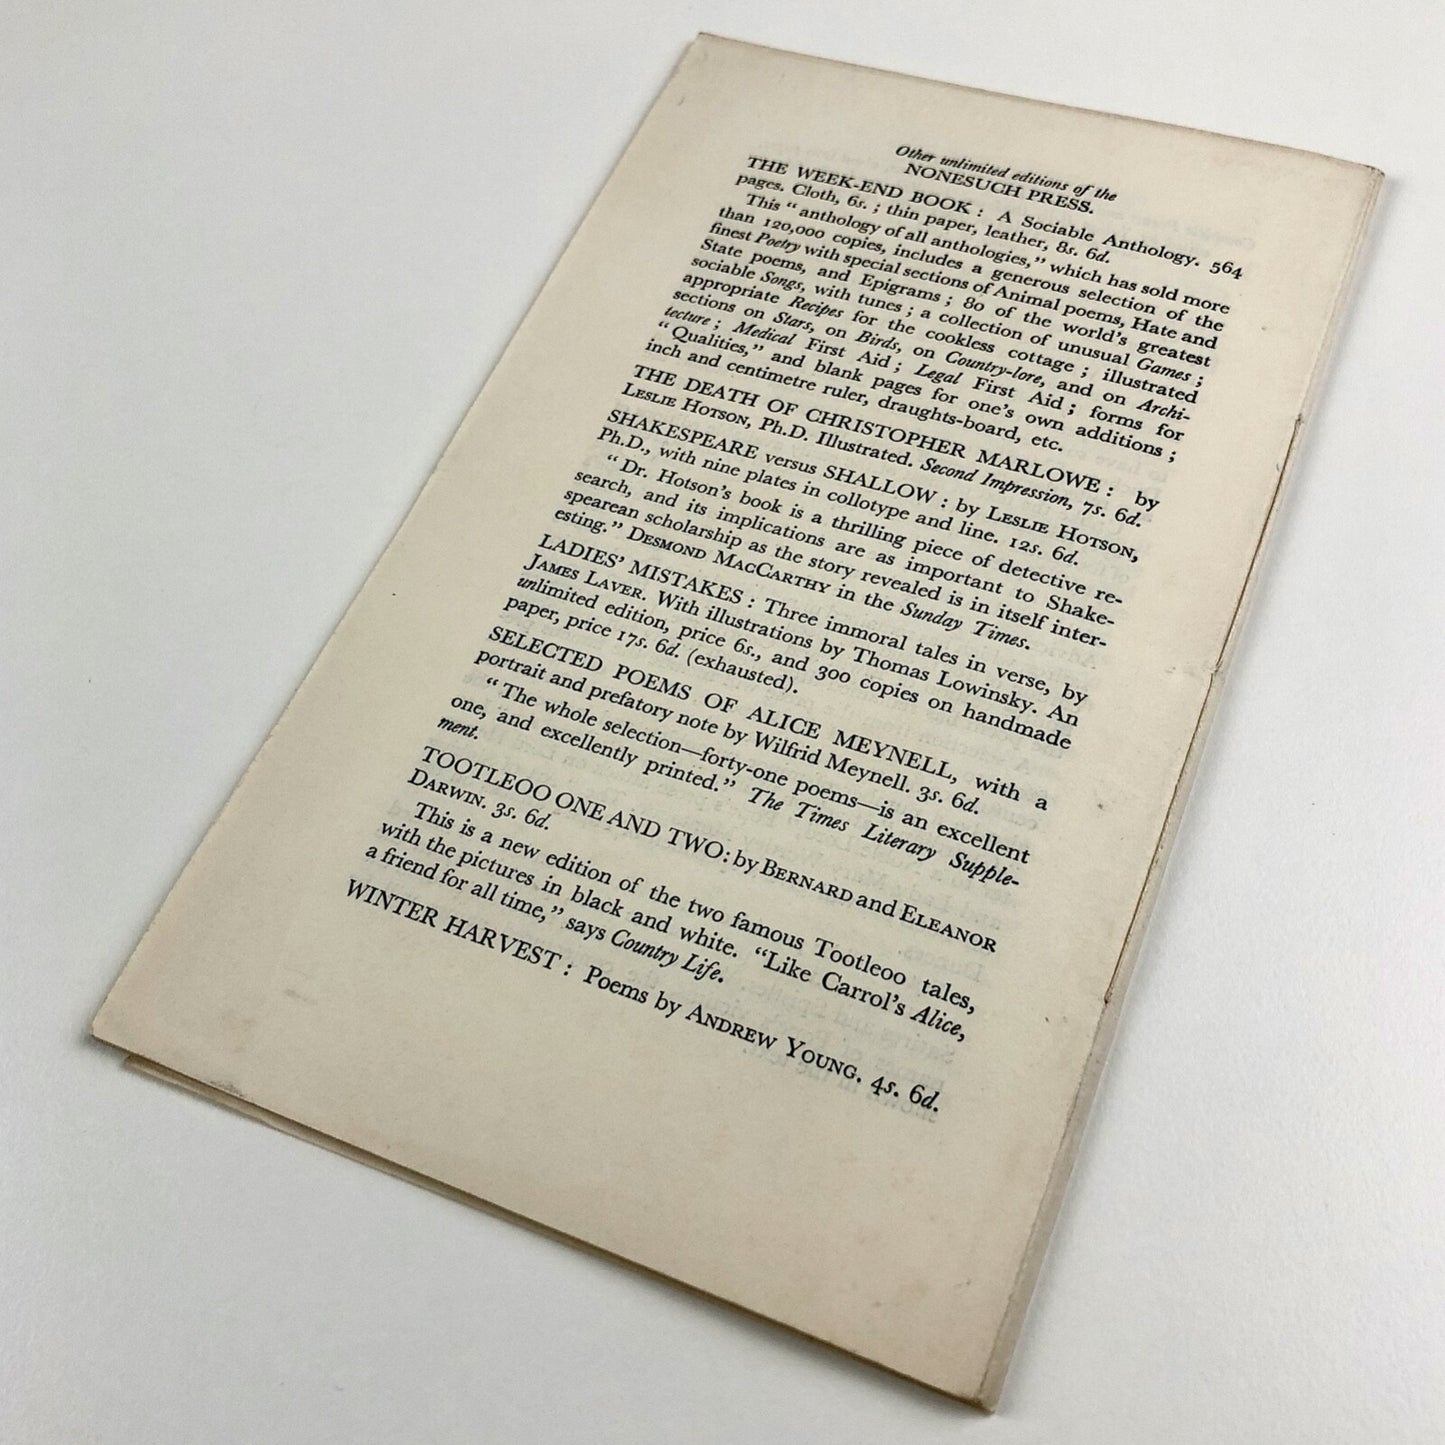 Other unlimited editions of the
NONESUCH PRESS.
THE WEEK-END BOOK : A Sociable Anthology. 564
pages. Cloth, 6s. ; thin paper, leather, 8s. 6d.
This “anthology of all anthologies,” which has sold more
than 120,000 copies, includes a generous selection of the
finest Poetry with special sections of Animal poems, Hate and
State poems, and Epigrams ; 80 of the world's greatest
sociable Songs, with tunes ; a collection of unusual Games ;
appropriate Recipes for the cookless cottage ; illustrated
sections on Stars, on Birds, on Country-lore, and on Archi-
tecture ; Medical First Aid ; Legal First Aid ; forms for
“Qualities,” and blank pages for one's own additions ;
inch and centimetre ruler, draughts-board, etc.
THE DEATH OF CHRISTOPHER MARLOWE : by
LESLIE HOTSON, Ph.D. Illustrated. Second Impression, 7s. 6d.
SHAKESPEARE versus SHALLOW : by LESLIE HOTSON,
Ph.D., with nine plates in collotype and line. 12s. 6d.
“Dr. Hotson's book is a thrilling piece of detective re-
search, and its implications are as important to Shake-
spearean scholarship as the story revealed is in itself inter-
esting.” DESMOND MACCARTHY in the Sunday Times.
LADIES' MISTAKES : Three immoral tales in verse, by
JAMES LAVER. With illustrations by Thomas Lowinsky. An
unlimited edition, price 6s., and 300 copies on handmade
paper, price 17s. 6d. (exhausted).
SELECTED POEMS OF ALICE MEYNELL, with a
portrait and prefatory note by Wilfrid Meynell. 3s. 6d.
“The whole selection—forty-one poems—is an excellent
one, and excellently printed.” The Times Literary Supple-
ment.
TOOTLEOO ONE AND TWO: by BERNARD and ELEANOR
DARWIN. 3s. 6d.
This is a new edition of the two famous Tootleoo tales,
with the pictures in black and white. “Like Carrol's Alice,
a friend for all time,” says Country Life.
WINTER HARVEST : Poems by ANDREW YOUNG. 4s. 6d.